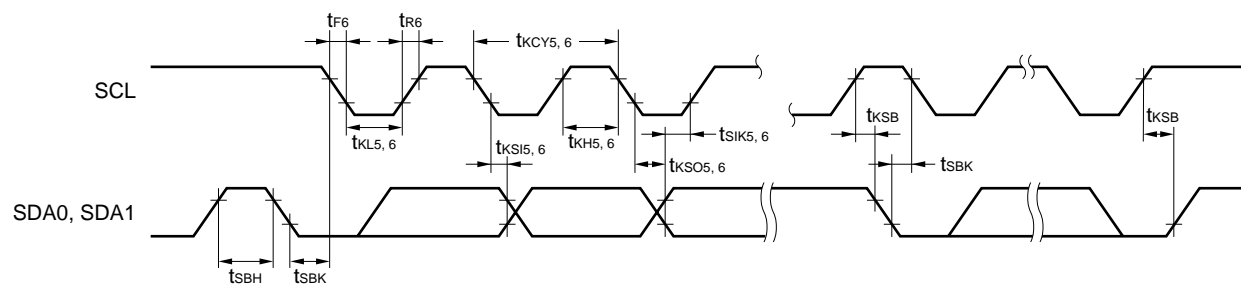 tF6 tR6 tKCY5, 6
SCL
tKL5, 6 tKSI5, 6 tKH5, 6 tKSO5, 6 tSIK5, 6 tKSB tSBK tKSB
SDA0, SDA1
tSBH tSBK